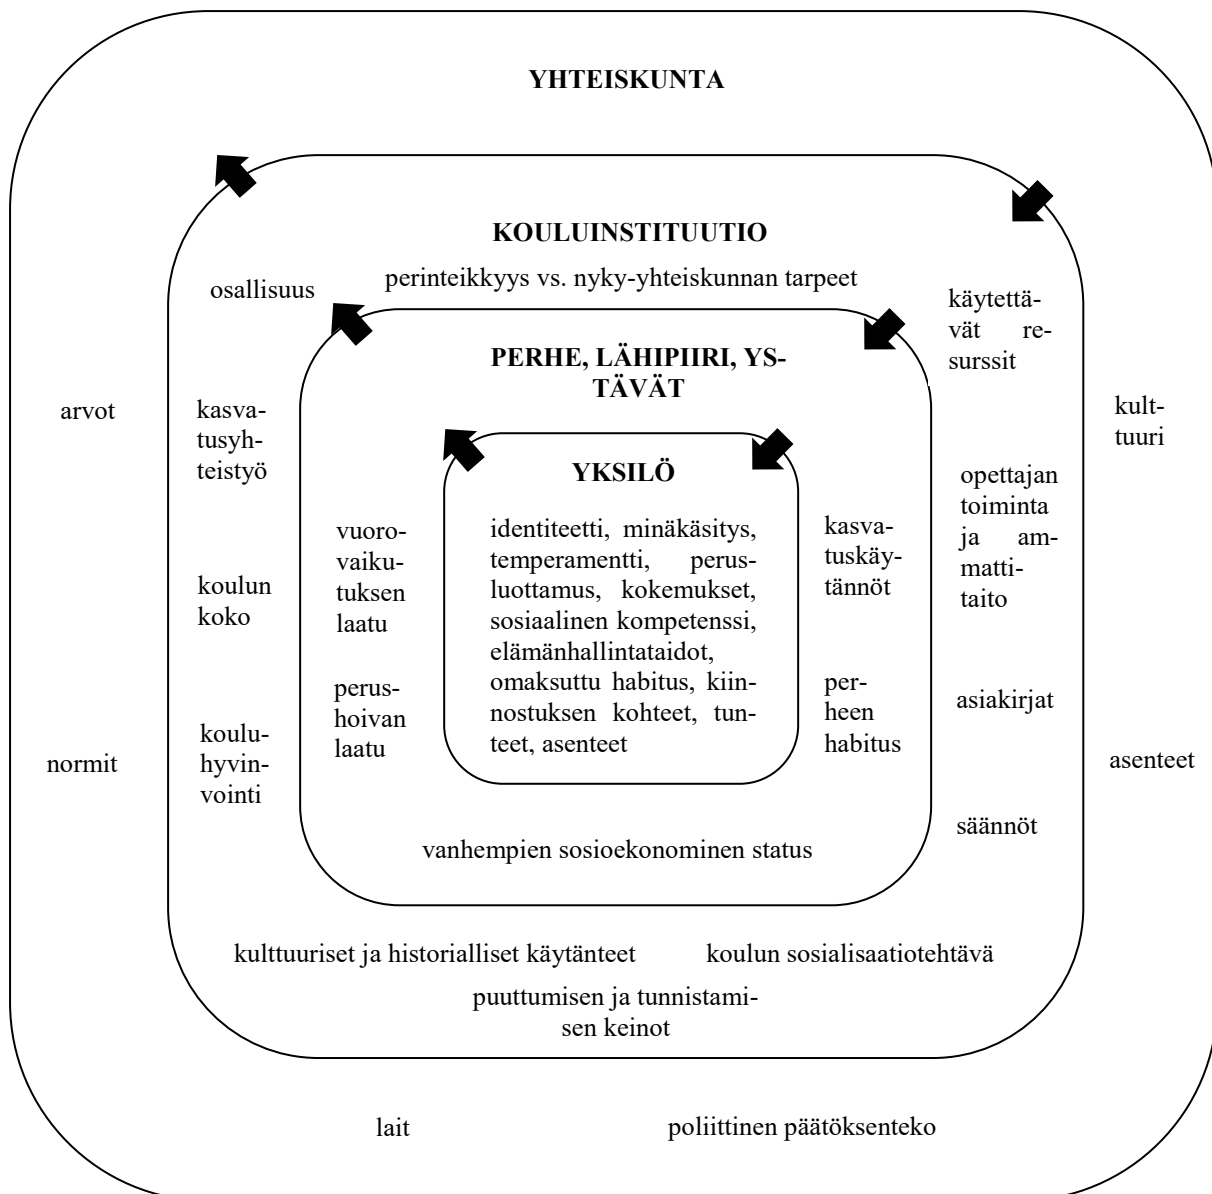 YHTEISKUNTA
KOULUINSTITUUTIO
perinteikkyys vs. nyky-yhteiskunnan tarpeet
osallisuus
käytettä-
vät re-
surssit
PERHE, LÄHIPIIRI, YS-
TÄVÄT
arvot
kasva-
tusyh-
teistyö
kult-
tuuri
YKSILÖ
identiteetti, minäkäsitys,
temperamentti, perus-
luottamus, kokemukset,
sosiaalinen kompetenssi,
elämänhallintataidot,
omaksuttu habitus, kiin-
nostuksen kohteet, tun-
teet, asenteet
vuoro-
vaiku-
tuksen
laatu
kasva-
tuskäy-
tännöt
opettajan
toiminta
ja am-
matti-
taito
koulun
koko
perus-
hoivan
laatu
per-
heen
habitus
asiakirjat
normit
koulu-
hyvin-
vointi
asenteet
säännöt
vanhempien sosioekonominen status
kulttuuriset ja historialliset käytänteet
koulun sosialisaatiotehtävä
puuttumisen ja tunnistami-
sen keinot
lait
poliittinen päätöksenteko